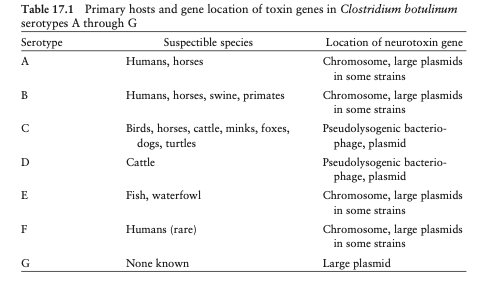 Table 17.1 Primary hosts and gene location of toxin genes in Clostridium botulinum
serotypes A through G
Serotype Suspectible species Location of neurotoxin gene
A Humans, horses Chromosome, large plasmids
in some strains
B Humans, horses, swine, primates Chromosome, large plasmids
in some strains
C Birds, horses, cattle, minks, foxes, Pseudolysogenic bacterio-
dogs, turtles phage, plasmid
D Cattle Pseudolysogenic bacterio-
phage, plasmid
E Fish, waterfowl Chromosome, large plasmids
in some strains
F Humans (rare) Chromosome, large plasmids
in some strains
G None known Large plasmid